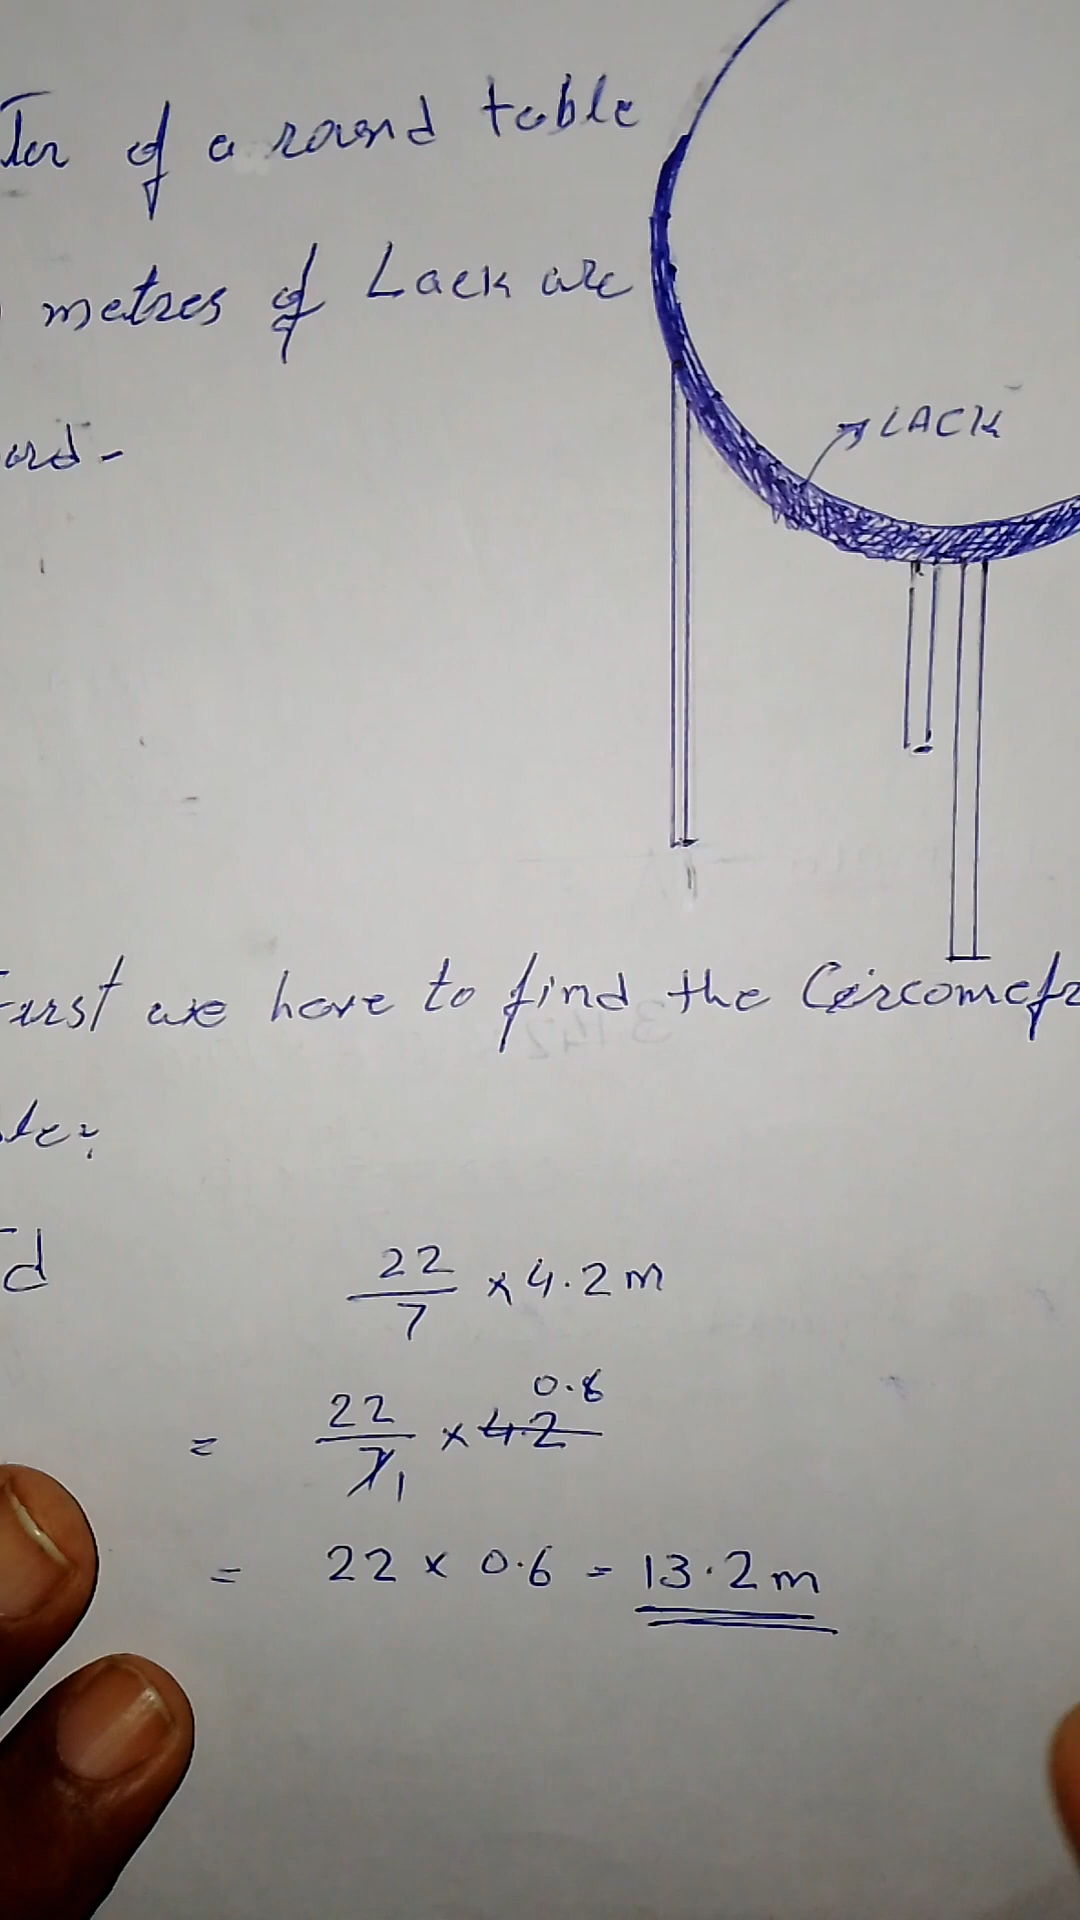 of a round table
metres of Lack are
LACK
First we have to find the
d
22/7 × 4.2 m
0.6
= 22/7 1 × 4.2
= 22 × 0.6 = 13.2 m